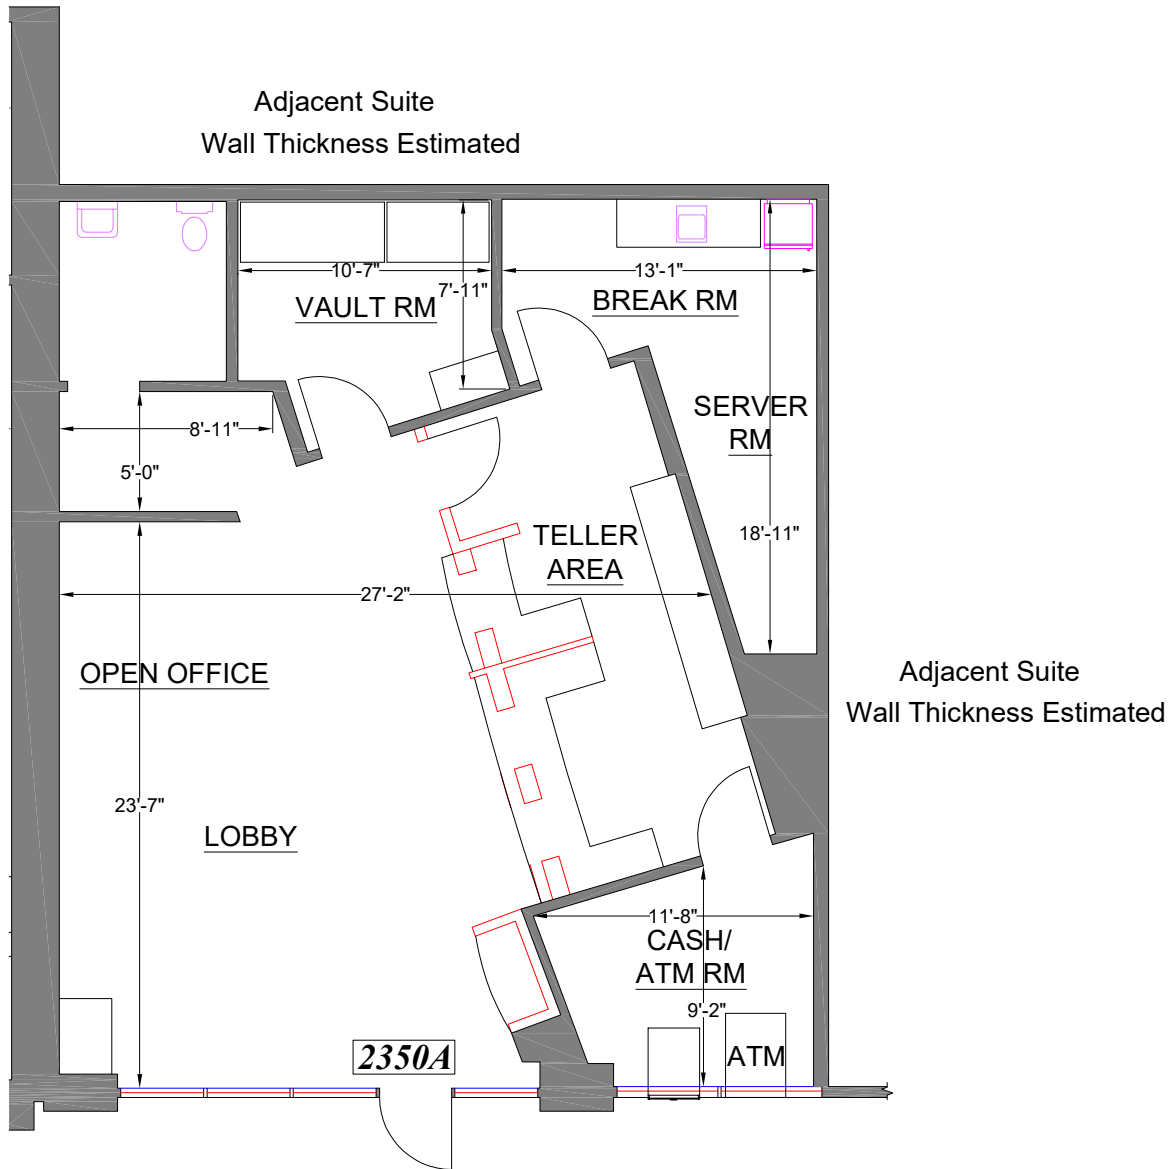 Adjacent Suite
Wall Thickness Estimated
10'-7"
7'-11"
VAULT RM
13'-1"
BREAK RM
8'-11"
5'-0"
SERVER
RM
18'-11"
TELLER
AREA
27'-2"
OPEN OFFICE
Adjacent Suite
Wall Thickness Estimated
23'-7"
LOBBY
11'-8"
CASH/
ATM RM
9'-2"
2350A
ATM